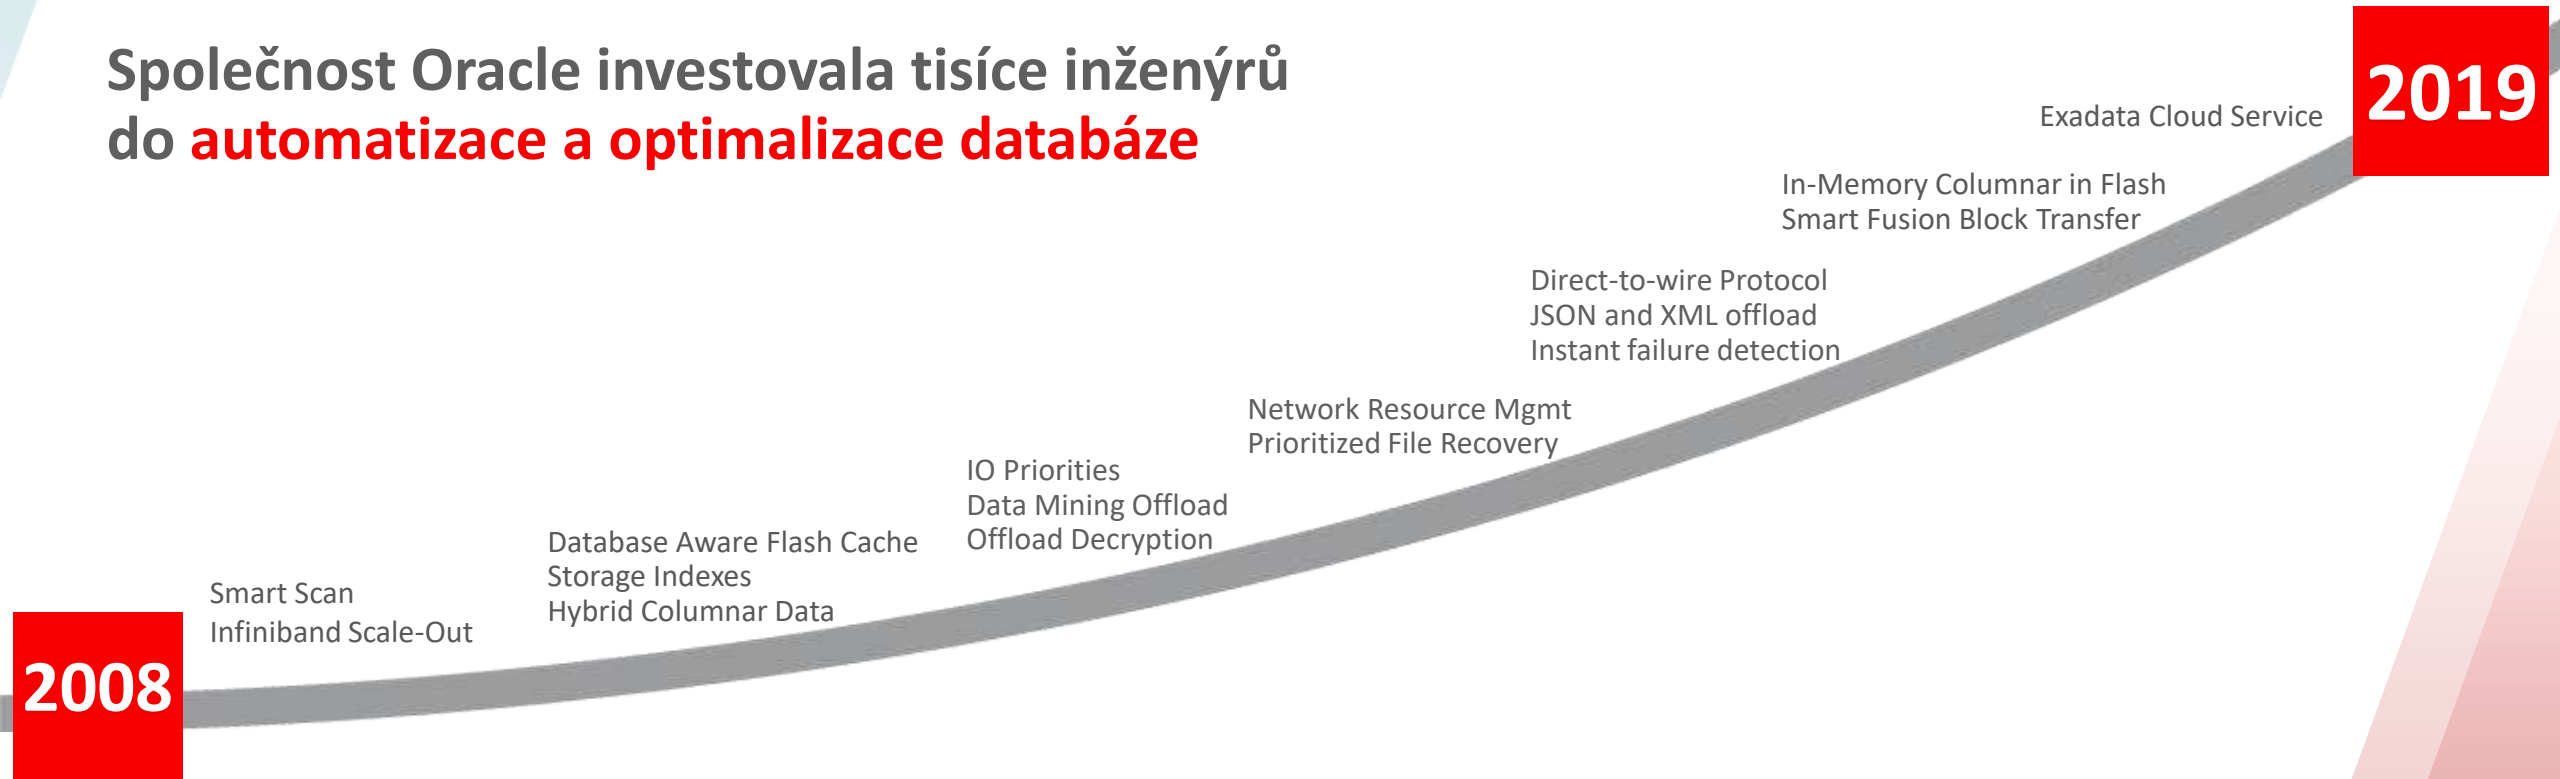 Společnost Oracle investovala tisíce inženýrů
do automatizace a optimalizace databáze
2019
Exadata Cloud Service
In-Memory Columnar in Flash
Smart Fusion Block Transfer
Direct-to-wire Protocol
JSON and XML offload
Instant failure detection
Network Resource Mgmt
Prioritized File Recovery
IO Priorities
Data Mining Offload
Offload Decryption
Database Aware Flash Cache
Storage Indexes
Hybrid Columnar Data
Smart Scan
Infiniband Scale-Out
2008